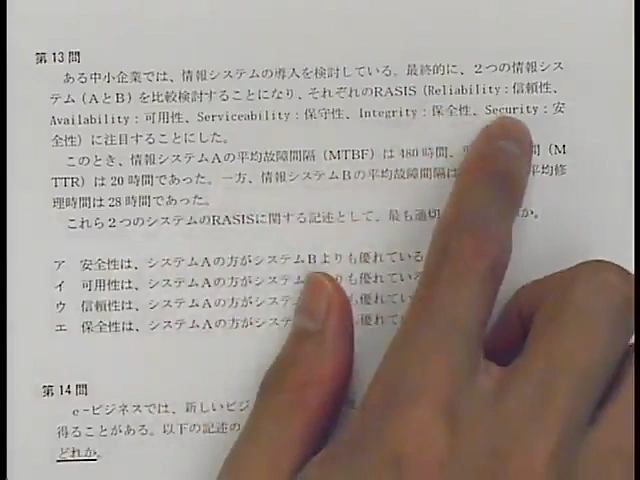 第13問
ある中小企業では、情報システムの導入を検討している。最終的に、2つの情報シス
テム（AとB）を比較検討することになり、それぞれのRASIS（Reliability：信頼性、
Availability：可用性、Serviceability：保守性、Integrity：保全性、Security：安
全性）に注目することにした。
このとき、情報システムAの平均故障間隔（MTBF）は480時間、 間（M
TTR）は20時間であった。一方、情報システムBの平均故障間隔は 平均修
理時間は28時間であった。
これら2つのシステムのRASISに関する記述として、最も適切 か。
ア 安全性は、システムAの方がシステムBよりも優れている
イ 可用性は、システムAの方がシステム りも優れている
ウ 信頼性は、システムAの方がシステ も優れてい
エ 保全性は、システムAの方がシステ 優れて
第14問
e-ビジネスでは、新しいビジ
得ることがある。以下の記述の
どれか。